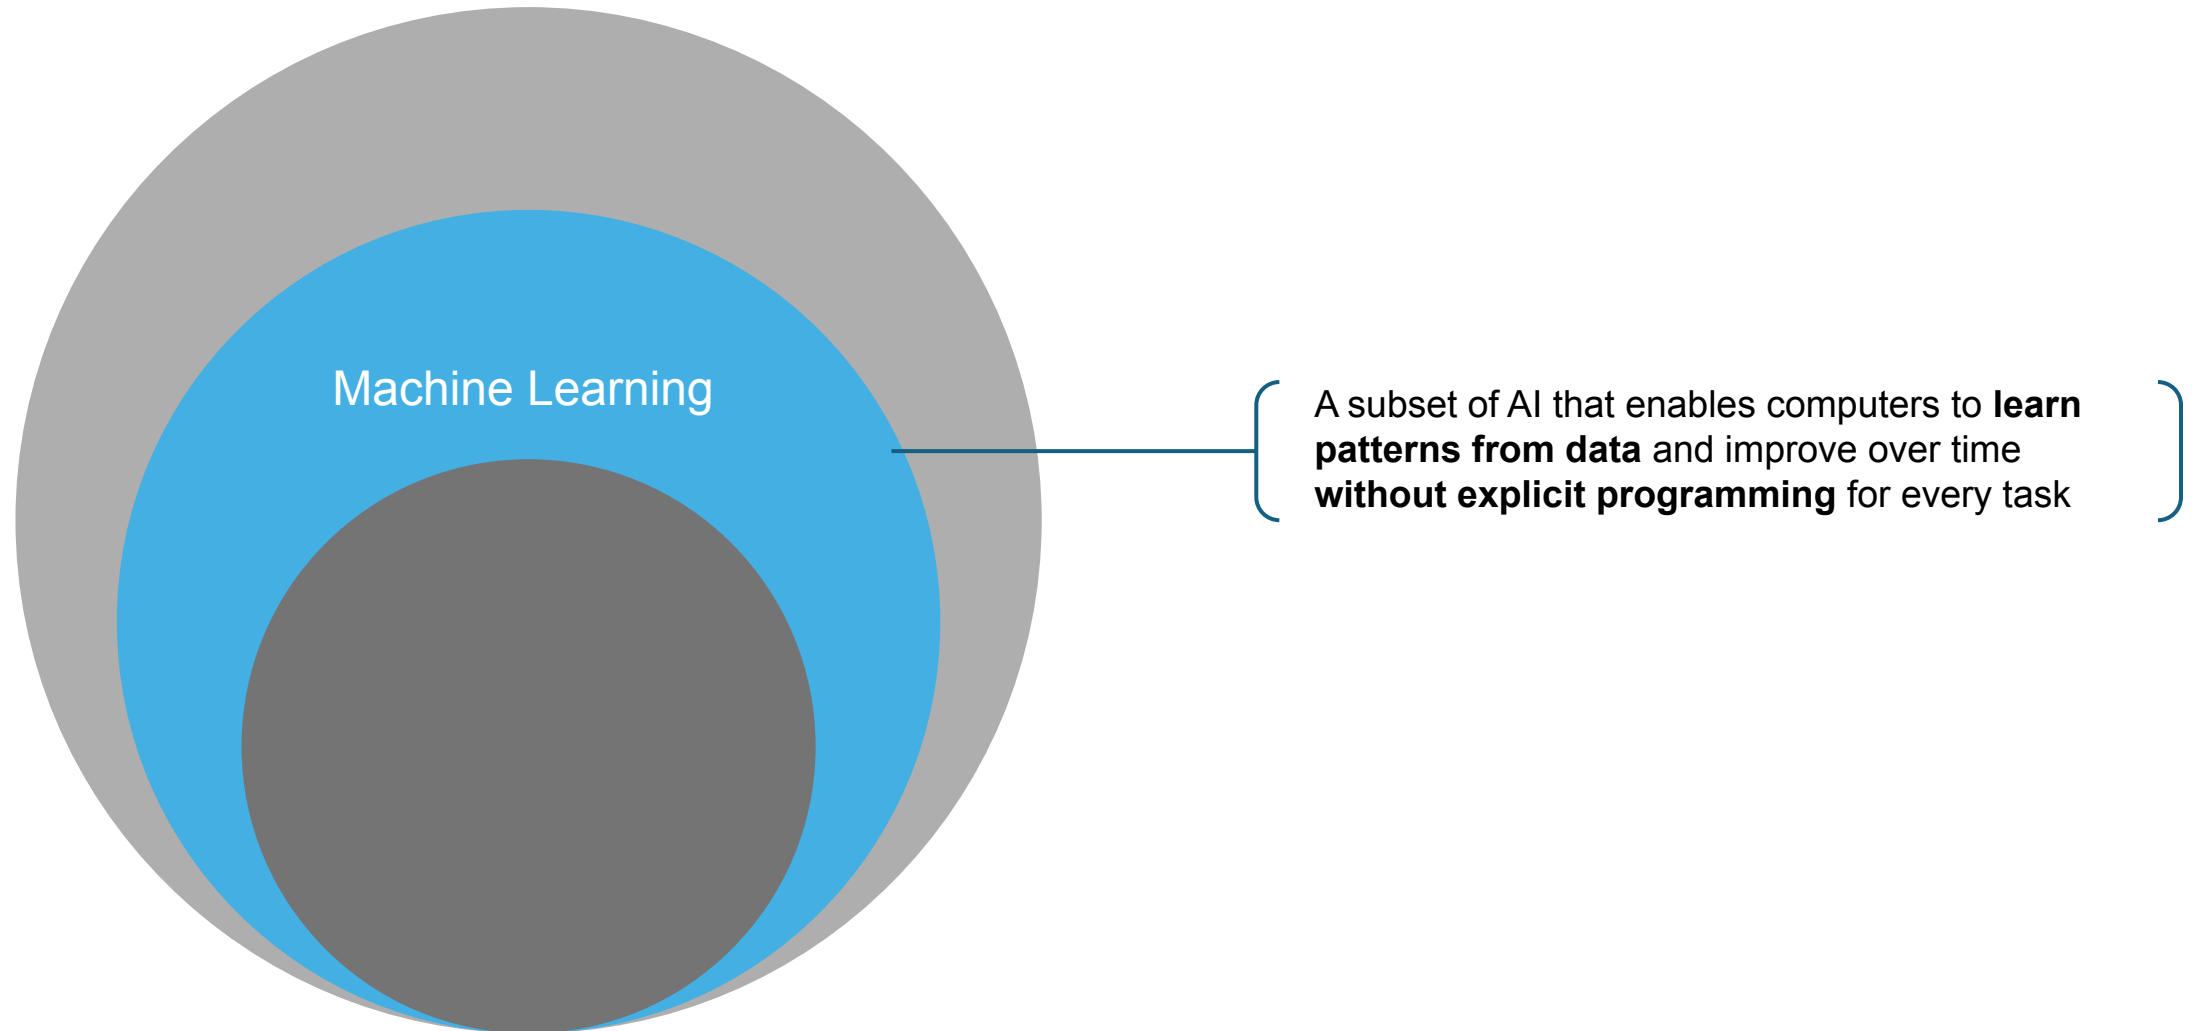 Machine Learning
A subset of AI that enables computers to learn
patterns from data and improve over time
without explicit programming for every task